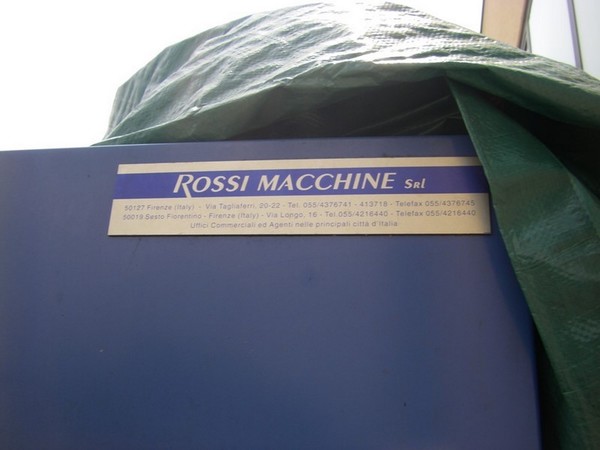 ROSSI MACCHINE Srl
50127 Firenze (Italy) - Via Tagliaferri, 20-22 - Tel. 055/4376741 - 413718 - Telefax 055/4376745
50019 Sesto Fiorentino - Firenze (Italy) - Via Longo, 16 - Tel.055/4216440 - Telefax 055/4216440
Uffici Commerciali ed Agenti nelle principali città d'Italia